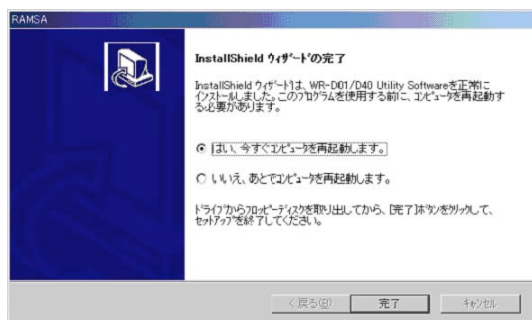 RAMSA
InstallShield ウィザードの完了
InstallShield ウィザードは、WR-D01/D40 Utility Softwareを正常に
インストールしました。このプログラムを使用する前に、コンピュータを再起動す
る必要があります。
はい、今すぐコンピュータを再起動します。
いいえ、あとでコンピュータを再起動します。
ドライブからフロッピーディスクを取り出してから、[完了]ボタンをクリックして、
セットアップを終了してください。
< 戻る(B)
完了
キャンセル